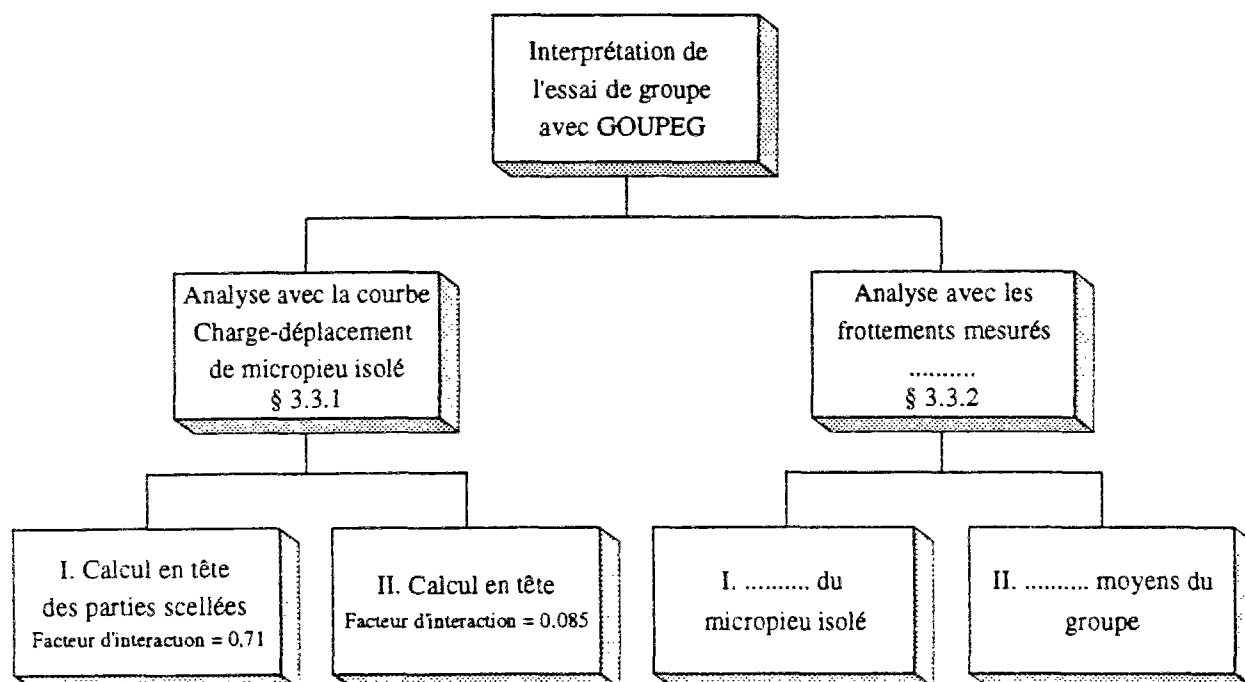 Interprétation de
l'essai de groupe
avec GOUPEG
Analyse avec la courbe
Charge-déplacement
de micropieu isolé
§ 3.3.1
Analyse avec les
frottements mesurés
..........
§ 3.3.2
I. Calcul en tête
des parties scellées
Facteur d'interaction = 0,71
II. Calcul en tête
Facteur d'interaction = 0.085
I. .......... du
micropieu isolé
II. .......... moyens du
groupe